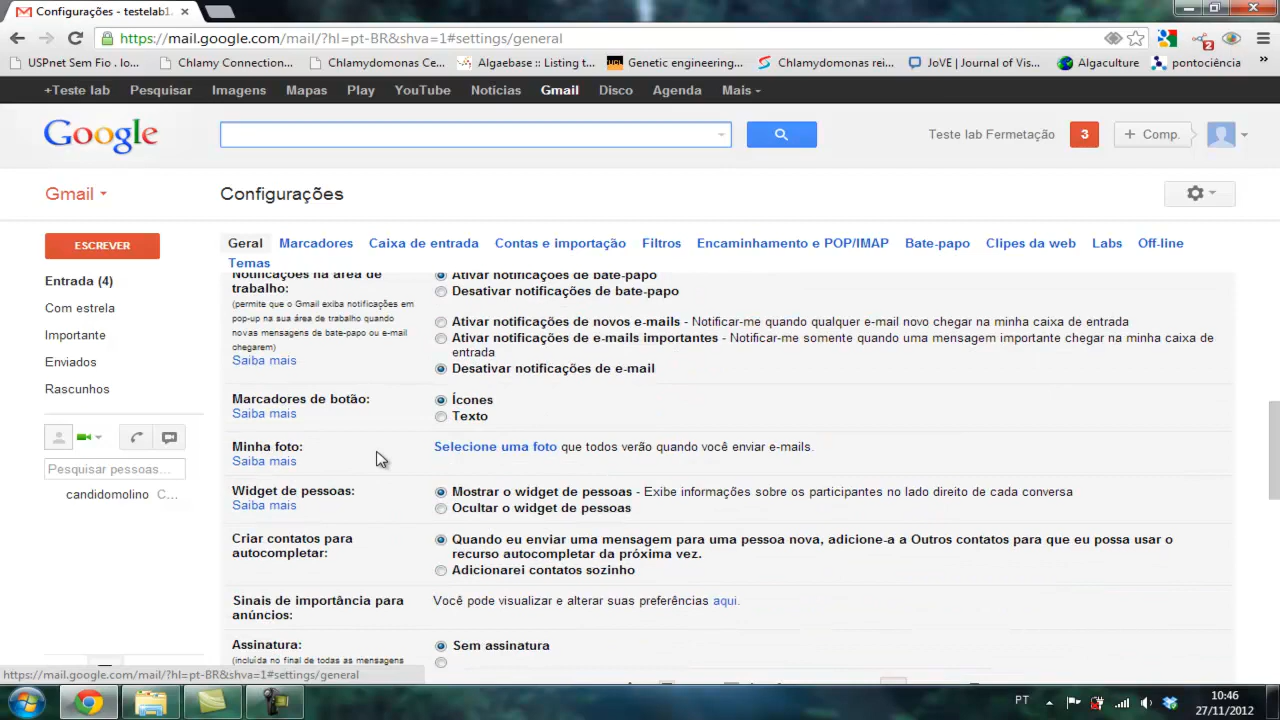 Configurações - testelab1.
https://mail.google.com/mail/?hl=pt-BR&shva=1#settings/general
2
USPnet Sem Fio . lo... Chlamy Connection... Chlamydomonas Ce... Algaebase :: Listing t... Genetic engineering... Chlamydomonas rei... JoVE | Journal of Vis... Algaculture pontociência »
+Teste lab Pesquisar Imagens Mapas Play YouTube Notícias Gmail Disco Agenda Mais
Google Teste lab Fermetação 3 + Comp.
Gmail Configurações
Geral Marcadores Caixa de entrada Contas e importação Filtros Encaminhamento e POP/IMAP Bate-papo Clipes da web Labs Off-line
Temas
ESCREVER
Entrada (4)
Com estrela
Importante
Enviados
Rascunhos
Pesquisar pessoas...
candidomolino C...
Notificações na área de
trabalho:
(permite que o Gmail exiba notificações em
pop-up na sua área de trabalho quando
novas mensagens de bate-papo ou e-mail
chegarem)
Saiba mais
Ativar notificações de bate-papo
Desativar notificações de bate-papo
Ativar notificações de novos e-mails - Notificar-me quando qualquer e-mail novo chegar na minha caixa de entrada
Ativar notificações de e-mails importantes - Notificar-me somente quando uma mensagem importante chegar na minha caixa de
entrada
Desativar notificações de e-mail
Marcadores de botão:
Saiba mais
Ícones
Texto
Minha foto:
Saiba mais
Selecione uma foto que todos verão quando você enviar e-mails.
Widget de pessoas:
Saiba mais
Mostrar o widget de pessoas - Exibe informações sobre os participantes no lado direito de cada conversa
Ocultar o widget de pessoas
Criar contatos para
autocompletar:
Quando eu enviar uma mensagem para uma pessoa nova, adicione-a a Outros contatos para que eu possa usar o
recurso autocompletar da próxima vez.
Adicionarei contatos sozinho
Sinais de importância para
anúncios:
Você pode visualizar e alterar suas preferências aqui.
Assinatura:
(incluída no final de todas as mensagens
Sem assinatura
https://mail.google.com/mail/?hl=pt-BR&shva=1#settings/general
PT
10:46
27/11/2012